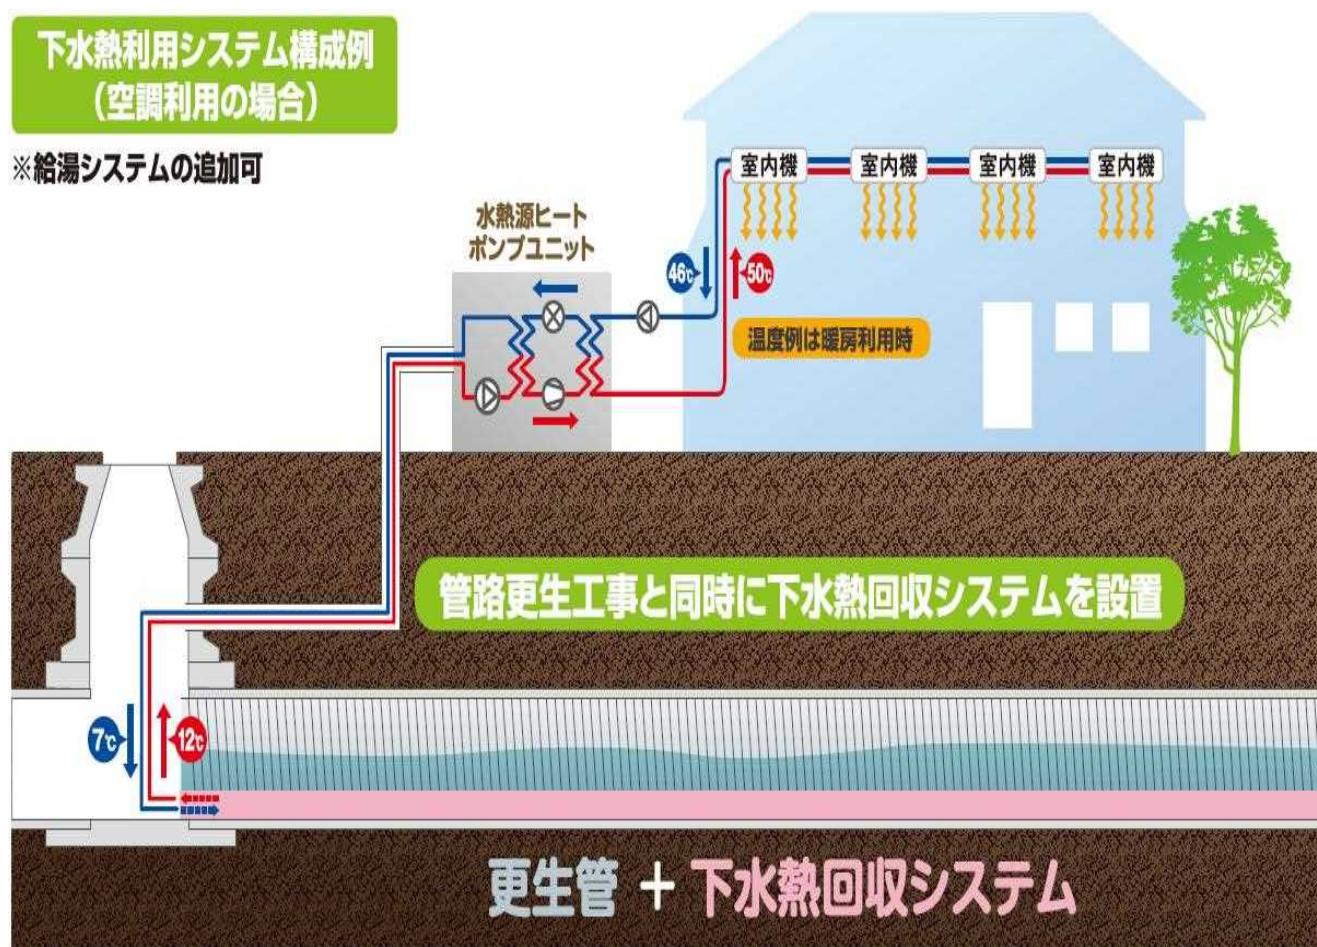 下水熱利用システム構成例
(空調利用の場合)
※給湯システムの追加可
水熱源ヒート
ポンプユニット
室内機
室内機
室内機
室内機
46℃
50℃
温度例は暖房利用時
管路更生工事と同時に下水熱回収システムを設置
7℃
12℃
更生管 + 下水熱回収システム